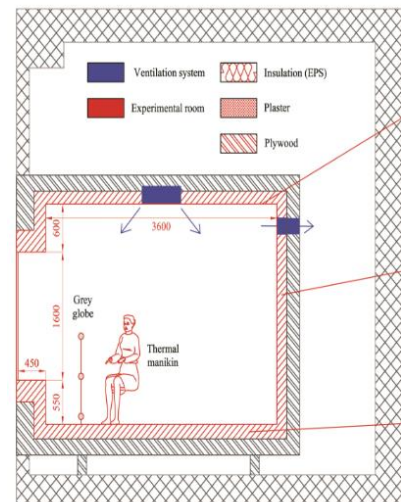 Ventilation system
Insulation (EPS)
Experimental room
Plaster
Plywood
600
3600
1600
Grey
globe
Thermal
manikin
450
550